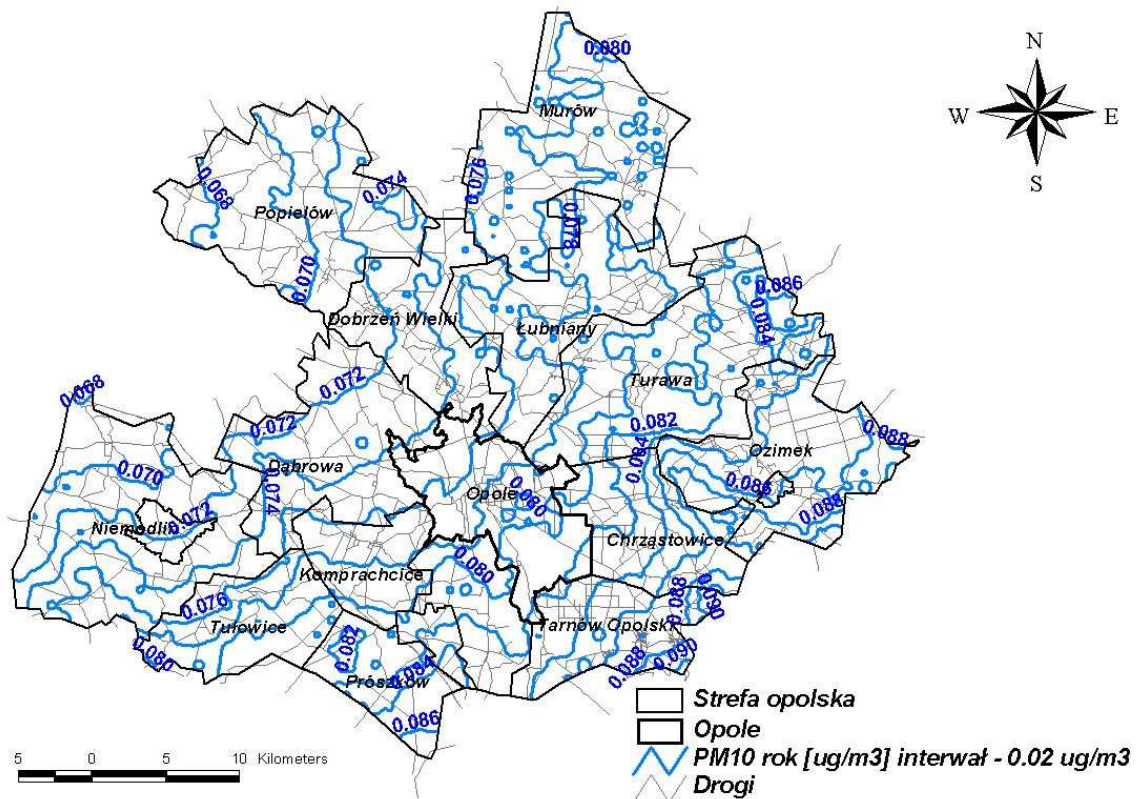 0.080
N
W
E
S
Murów
0.076
0.068
0.074
Popielów
0.078
0.070
0.086
0.084
Dobrzeń Wielki
Łubniany
Turawa
0.068
0.072
0.072
0.082
0.088
Ozimek
0.084
0.070
Dąbrowa
0.074
Opole
0.080
0.086
0.088
Niemodlin
0.072
Chrząstowice
0.080
Komprachcice
0.076
Tułowice
0.088
0.090
Tarnów Opolski
0.080
0.082
0.084
Prószków
0.088
0.090
0.086
Strefa opolska
Opole
PM10 rok [ug/m3] interwał - 0.02 ug/m3
Drogi
5 0 5 10 Kilometers